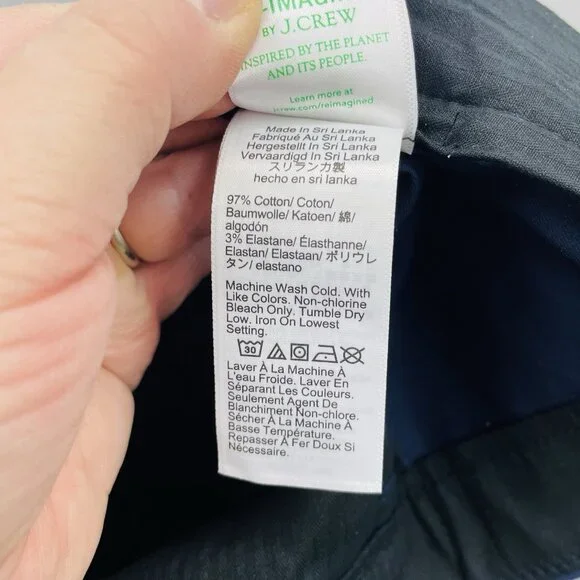 BY J.CREW
INSPIRED BY THE PLANET
AND ITS PEOPLE.
Learn more at
jcrew.com/reimagined
Made In Sri Lanka
Fabriqué Au Sri Lanka
Hergestellt In Sri Lanka
Vervaardigd In Sri Lanka
スリランカ製
hecho en sri lanka
97% Cotton/ Coton/
Baumwolle/ Katoen/ 綿/
algodón
3% Elastane/ Élasthanne/
Elastan/ Elastaan/ ポリウレ
タン/ elastano
Machine Wash Cold. With
Like Colors. Non-chlorine
Bleach Only. Tumble Dry
Low. Iron On Lowest
Setting.
30
Laver À La Machine À
L'eau Froide. Laver En
Séparant Les Couleurs.
Seulement Agent De
Blanchiment Non-chlore.
Sécher À La Machine À
Basse Température.
Repasser À Fer Doux Si
Nécessaire.